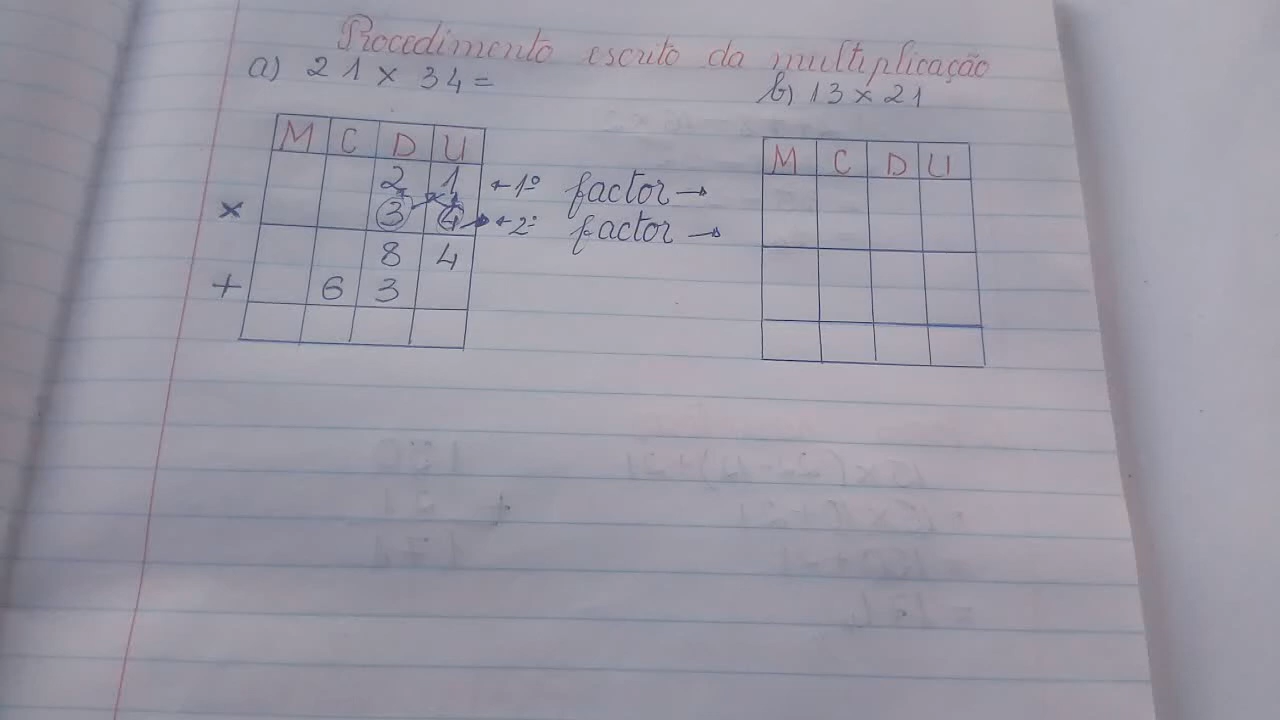 Procedimento escrito da multiplicação
a) 21 x 34 =
b) 13 x 21
M C D U
2 1 ← 1º factor →
x 3 4 ← 2º factor →
8 4
+ 6 3
M C D U